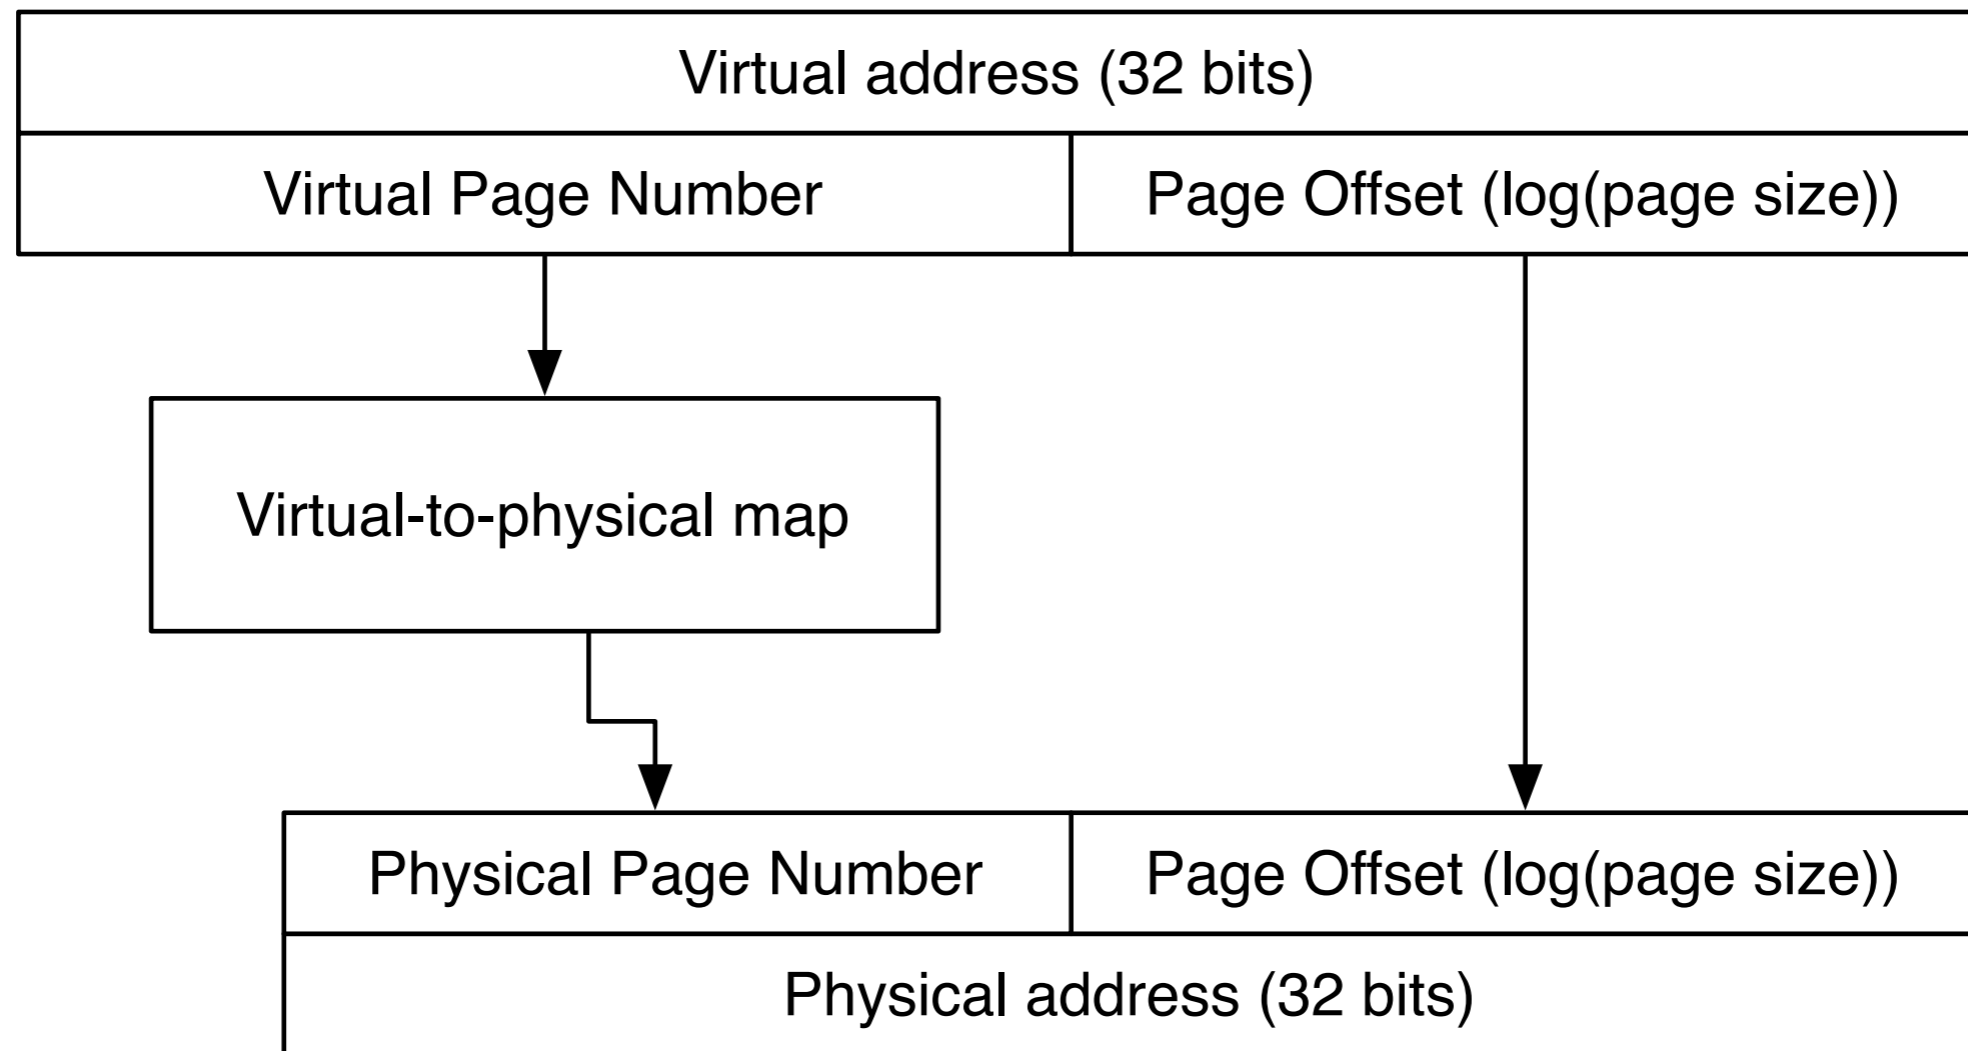 Virtual address (32 bits)
Virtual Page Number
Page Offset (log(page size))
Virtual-to-physical map
Physical Page Number
Page Offset (log(page size))
Physical address (32 bits)